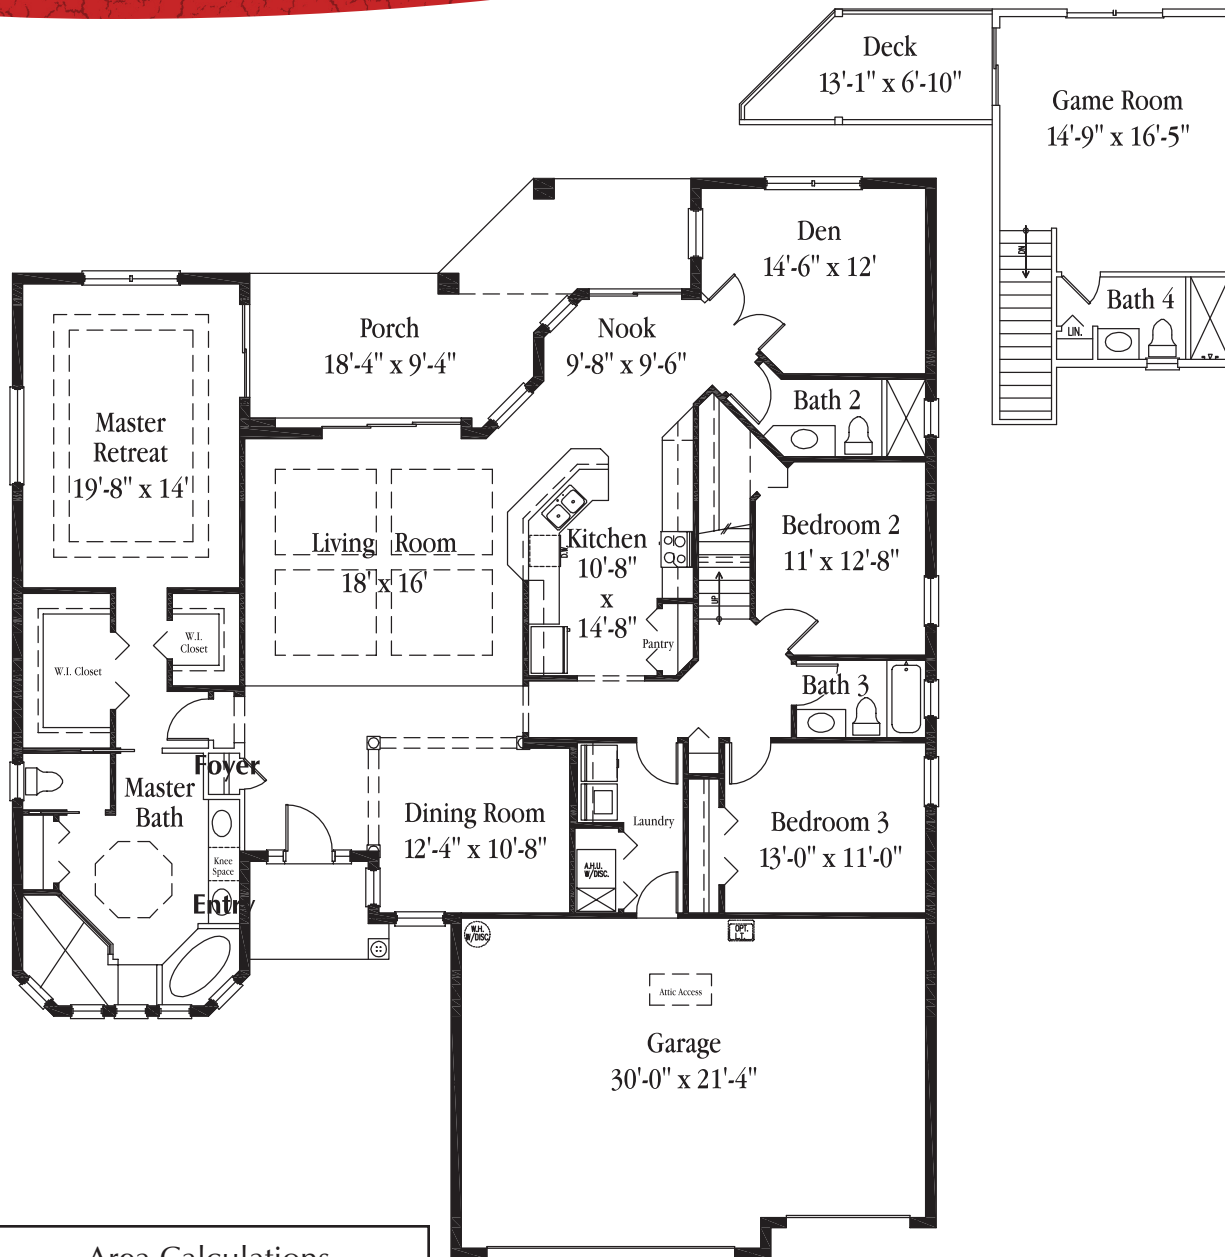 Deck
13'-1" x 6'-10"
Game Room
14'-9" x 16'-5"
DN
Bath 4
LIN.
Den
14'-6" x 12'
Porch
18'-4" x 9'-4"
Nook
9'-8" x 9'-6"
Master
Retreat
19'-8" x 14'
Bath 2
Living Room
18' x 16'
Kitchen
10'-8"
x
14'-8"
D.W.
Pantry
UP
Bedroom 2
11' x 12'-8"
W.I.
Closet
W.I. Closet
Bath 3
Foyer
Master
Bath
Dining Room
12'-4" x 10'-8"
Laundry
Bedroom 3
13'-0" x 11'-0"
Knee
Space
A.H.U.
W/DISC.
Entry
W.H.
W/DISC
OPT.
L.T.
Attic Access
Garage
30'-0" x 21'-4"
Area Calculations